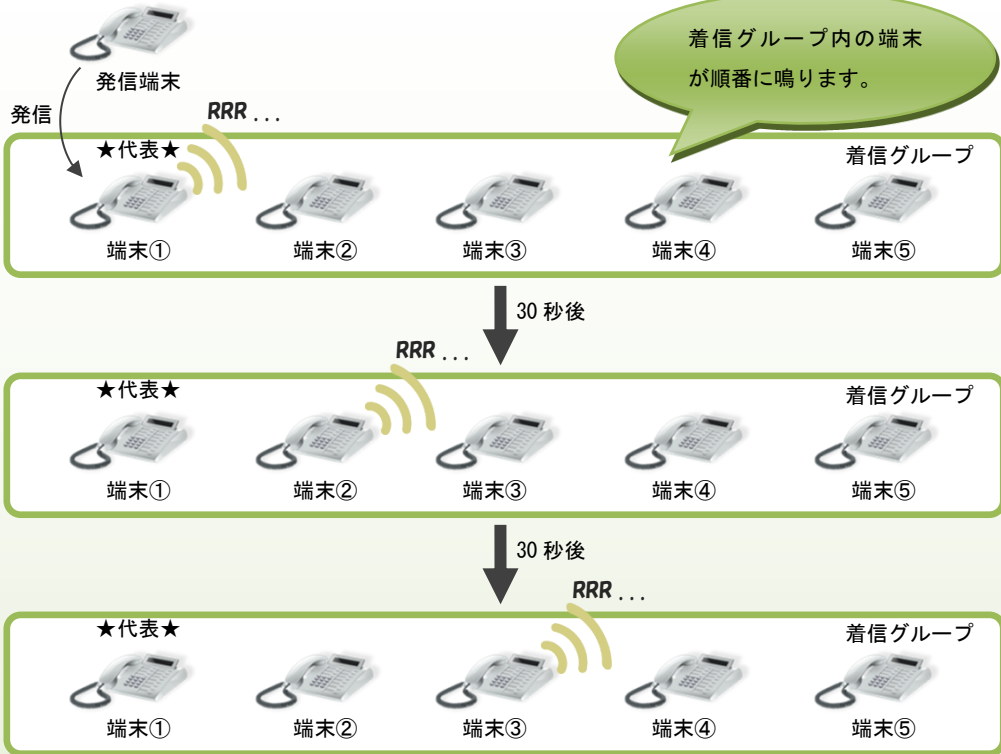 着信グループ内の端末
が順番に鳴ります。
発信端末
発信
RRR ...
★代表★
着信グループ
端末① 端末② 端末③ 端末④ 端末⑤
30 秒後
RRR ...
★代表★
着信グループ
端末① 端末② 端末③ 端末④ 端末⑤
30 秒後
RRR ...
★代表★
着信グループ
端末① 端末② 端末③ 端末④ 端末⑤